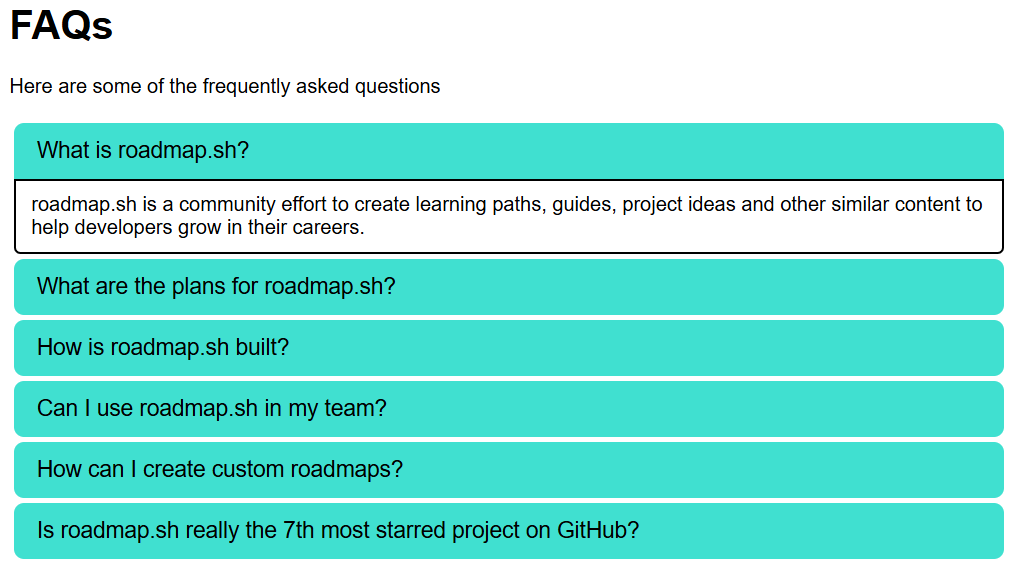 FAQs
Here are some of the frequently asked questions
What is roadmap.sh?
roadmap.sh is a community effort to create learning paths, guides, project ideas and other similar content to
help developers grow in their careers.
What are the plans for roadmap.sh?
How is roadmap.sh built?
Can I use roadmap.sh in my team?
How can I create custom roadmaps?
Is roadmap.sh really the 7th most starred project on GitHub?